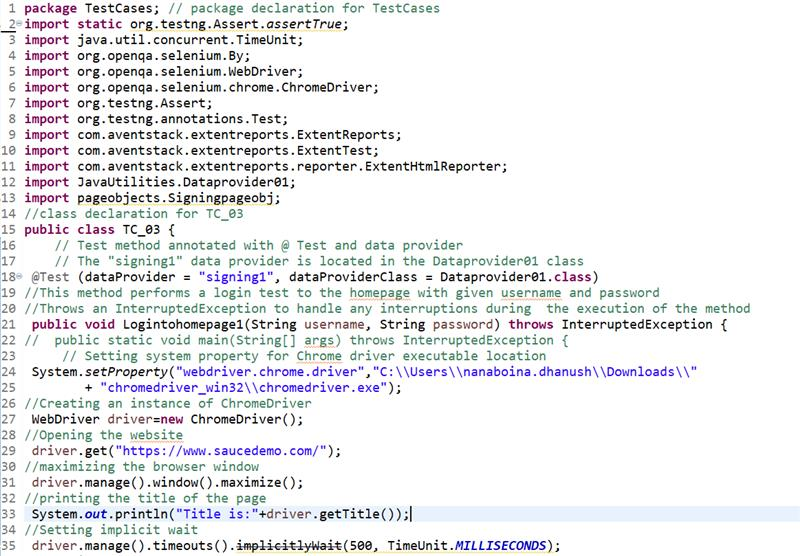 1 package TestCases; // package declaration for TestCases
2 import static org.testng.Assert.assertTrue;
3 import java.util.concurrent.TimeUnit;
4 import org.openqa.selenium.By;
5 import org.openqa.selenium.WebDriver;
6 import org.openqa.selenium.chrome.ChromeDriver;
7 import org.testng.Assert;
8 import org.testng.annotations.Test;
9 import com.aventstack.extentreports.ExtentReports;
10 import com.aventstack.extentreports.ExtentTest;
11 import com.aventstack.extentreports.reporter.ExtentHtmlReporter;
12 import JavaUtilities.Dataprovider01;
13 import pageobjects.Signingpageobj;
14 //class declaration for TC_03
15 public class TC_03 {
16     // Test method annotated with @ Test and data provider
17     // The "signing1" data provider is located in the Dataprovider01 class
18 @Test (dataProvider = "signing1", dataProviderClass = Dataprovider01.class)
19 //This method performs a login test to the homepage with given username and password
20 //Throws an InterruptedException to handle any interruptions during  the execution of the method
21 public void Logintohomepage1(String username, String password) throws InterruptedException {
22 //  public static void main(String[] args) throws InterruptedException {
23      // Setting system property for Chrome driver executable location
24 System.setProperty("webdriver.chrome.driver","C:\\Users\\nanaboina.dhanush\\Downloads\\"
25         + "chromedriver_win32\\chromedriver.exe");
26 //Creating an instance of ChromeDriver
27 WebDriver driver=new ChromeDriver();
28 //Opening the website
29 driver.get("https://www.saucedemo.com/");
30 //maximizing the browser window
31 driver.manage().window().maximize();
32 //printing the title of the page
33 System.out.println("Title is:"+driver.getTitle());
34 //Setting implicit wait
35 driver.manage().timeouts().implicitlyWait(500, TimeUnit.MILLISECONDS);